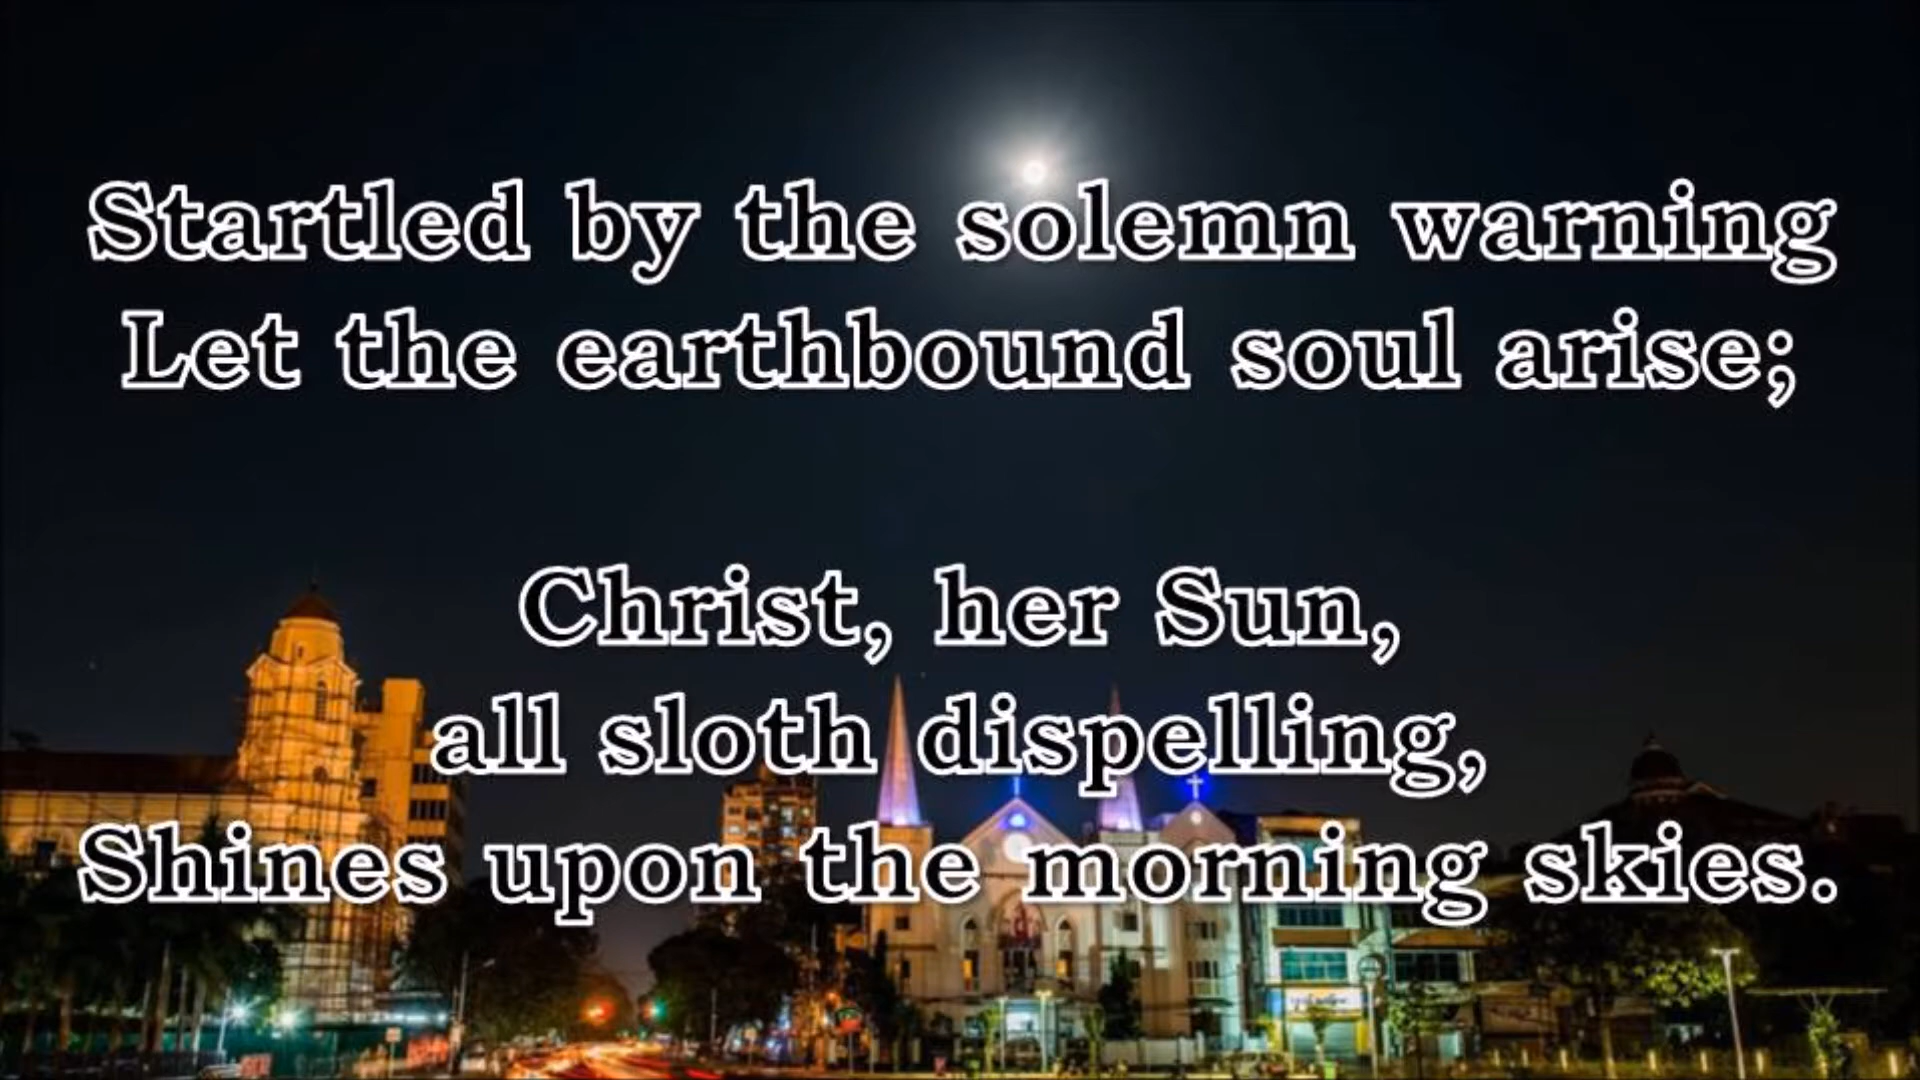 Startled by the solemn warning
Let the earthbound soul arise;
Christ, her Sun,
all sloth dispelling,
Shines upon the morning skies.